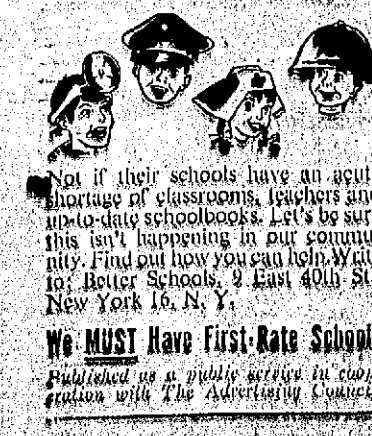 Not if their schools have an acut
shortage of classrooms, teachers and
up-to-date schoolbooks. Let's be sur
this isn't happening in our commu
nity. Find out how you can help. Writ
to: Better Schools, 9 East 40th St
New York 16, N. Y.
We MUST Have First-Rate School
Published as a public service in coop
eration with The Advertising Council